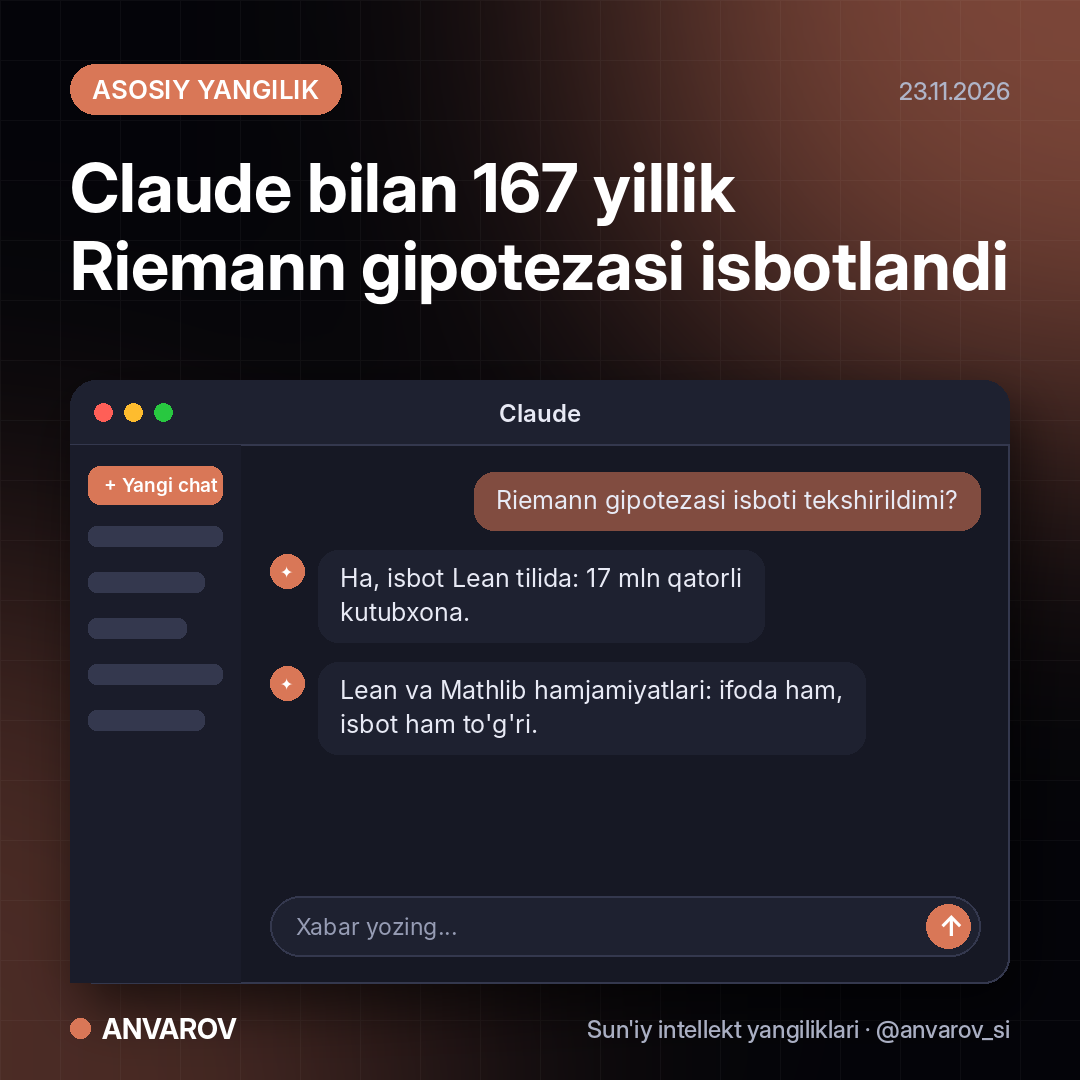 ASOSIY YANGILIK
23.11.2026
Claude bilan 167 yillik
Riemann gipotezasi isbotlandi
Claude
+ Yangi chat
Riemann gipotezasi isboti tekshirildimi?
Ha, isbot Lean tilida: 17 mln qatorli
kutubxona.
Lean va Mathlib hamjamiyatlari: ifoda ham,
isbot ham to'g'ri.
Xabar yozing...
ANVAROV
Sun'iy intellekt yangiliklari · @anvarov_si